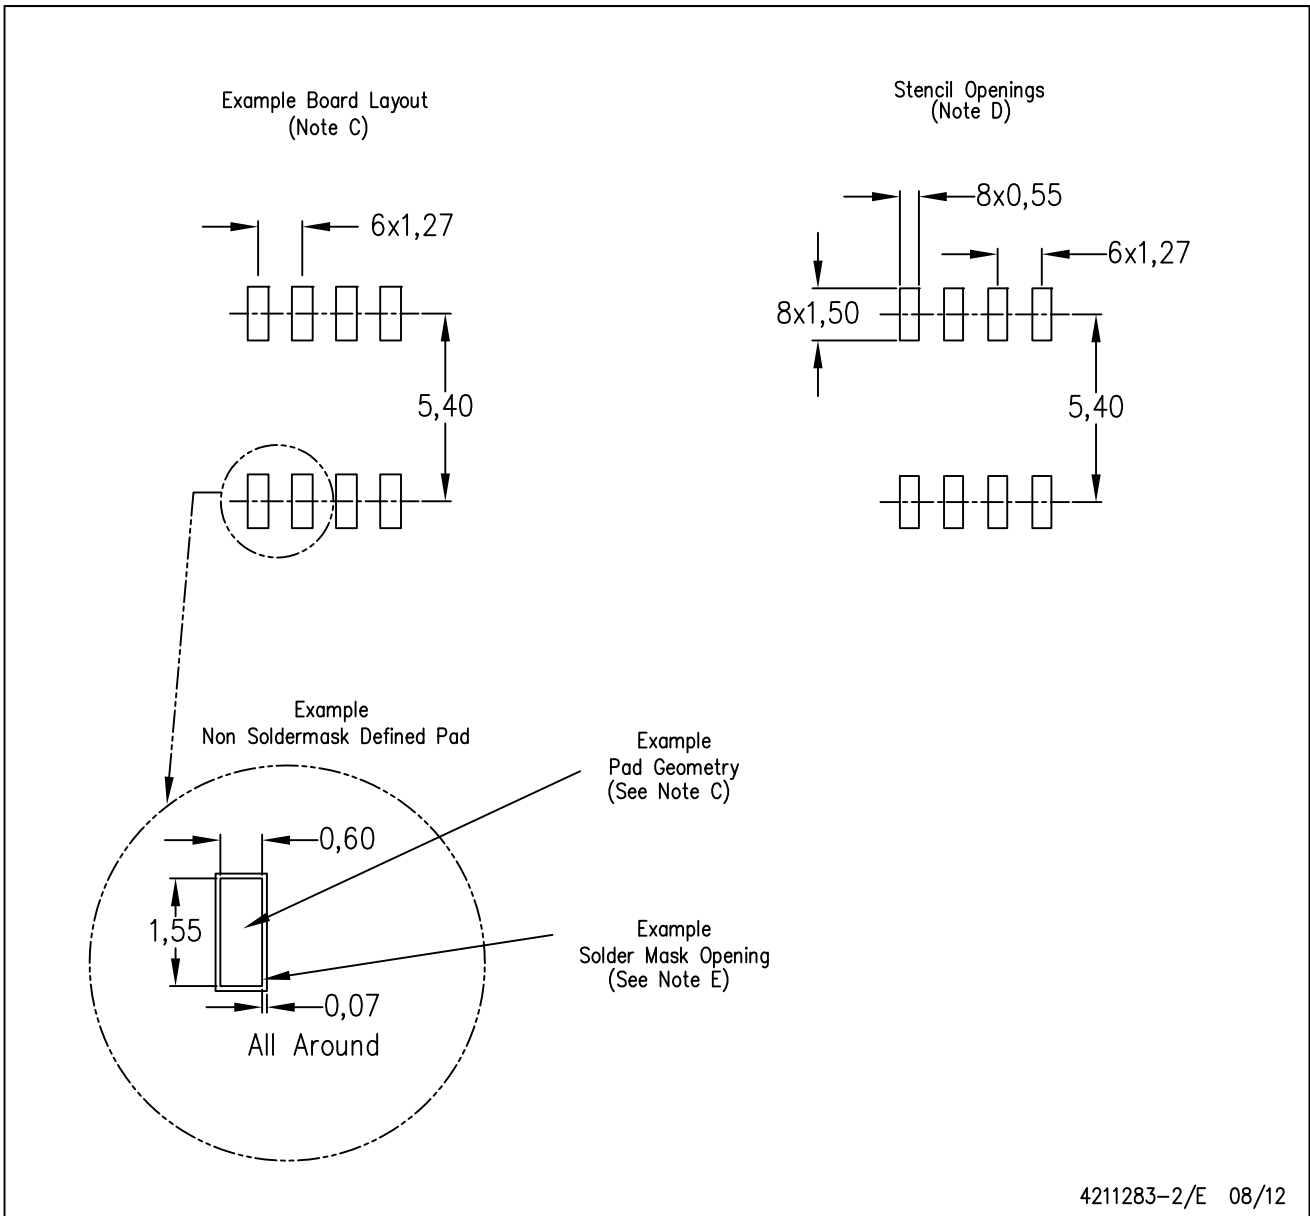 Example Board Layout
(Note C)
Stencil Openings
(Note D)
6x1,27
5,40
8x0,55
6x1,27
8x1,50
5,40
Example
Non Soldermask Defined Pad
Example
Pad Geometry
(See Note C)
0,60
1,55
Example
Solder Mask Opening
(See Note E)
0,07
All Around
4211283-2/E 08/12